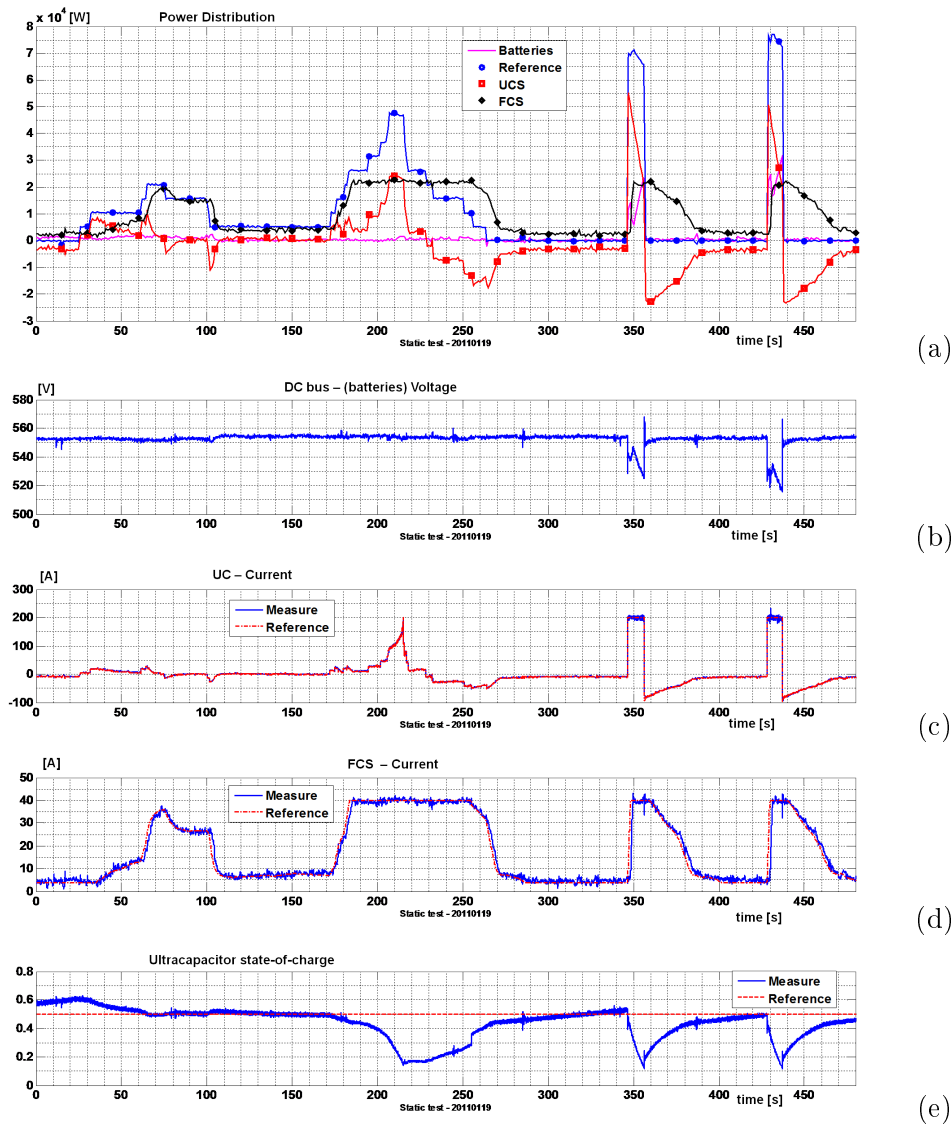 x 10⁴ [W] Power Distribution
8
7
6
5
4
3
2
1
0
-1
-2
-3
Batteries
Reference
UCS
FCS
0 50 100 150 200 250 300 350 400 450
Static test - 20110119
time [s]
(a)
[V] DC bus – (batteries) Voltage
580
560
540
520
500
0 50 100 150 200 250 300 350 400 450
Static test - 20110119
time [s]
(b)
[A] UC – Current
300
200
100
0
-100
Measure
Reference
0 50 100 150 200 250 300 350 400 450
Static test - 20110119
time [s]
(c)
[A] FCS – Current
50
40
30
20
10
0
Measure
Reference
0 50 100 150 200 250 300 350 400 450
Static test - 20110119
time [s]
(d)
Ultracapacitor state-of-charge
0.8
0.6
0.4
0.2
0
Measure
Reference
0 50 100 150 200 250 300 350 400 450
Static test - 20110119
time [s]
(e)